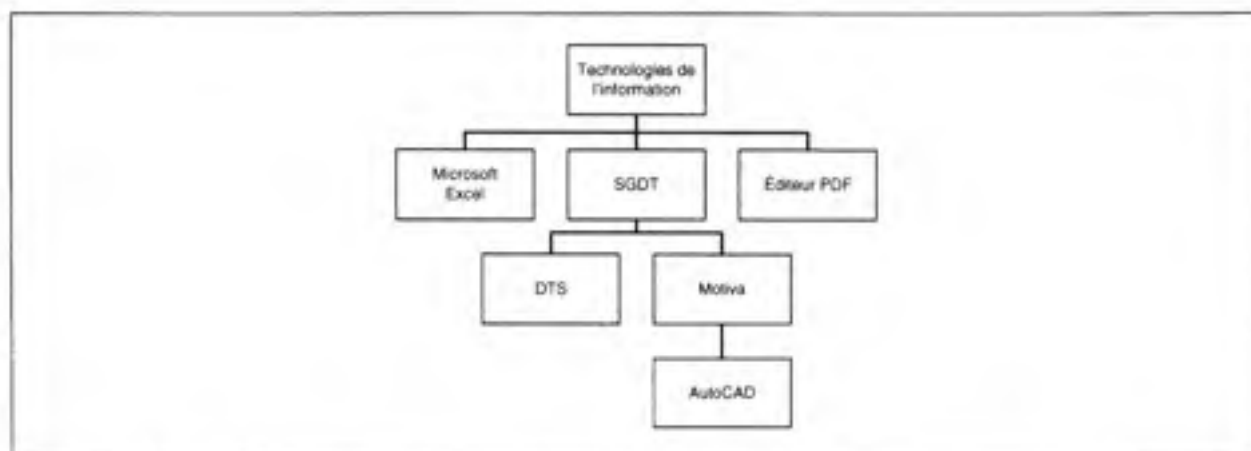 Technologies de
l'information
Microsoft
Excel
SGDT
Éditeur PDF
DTS
Motiva
AutoCAD